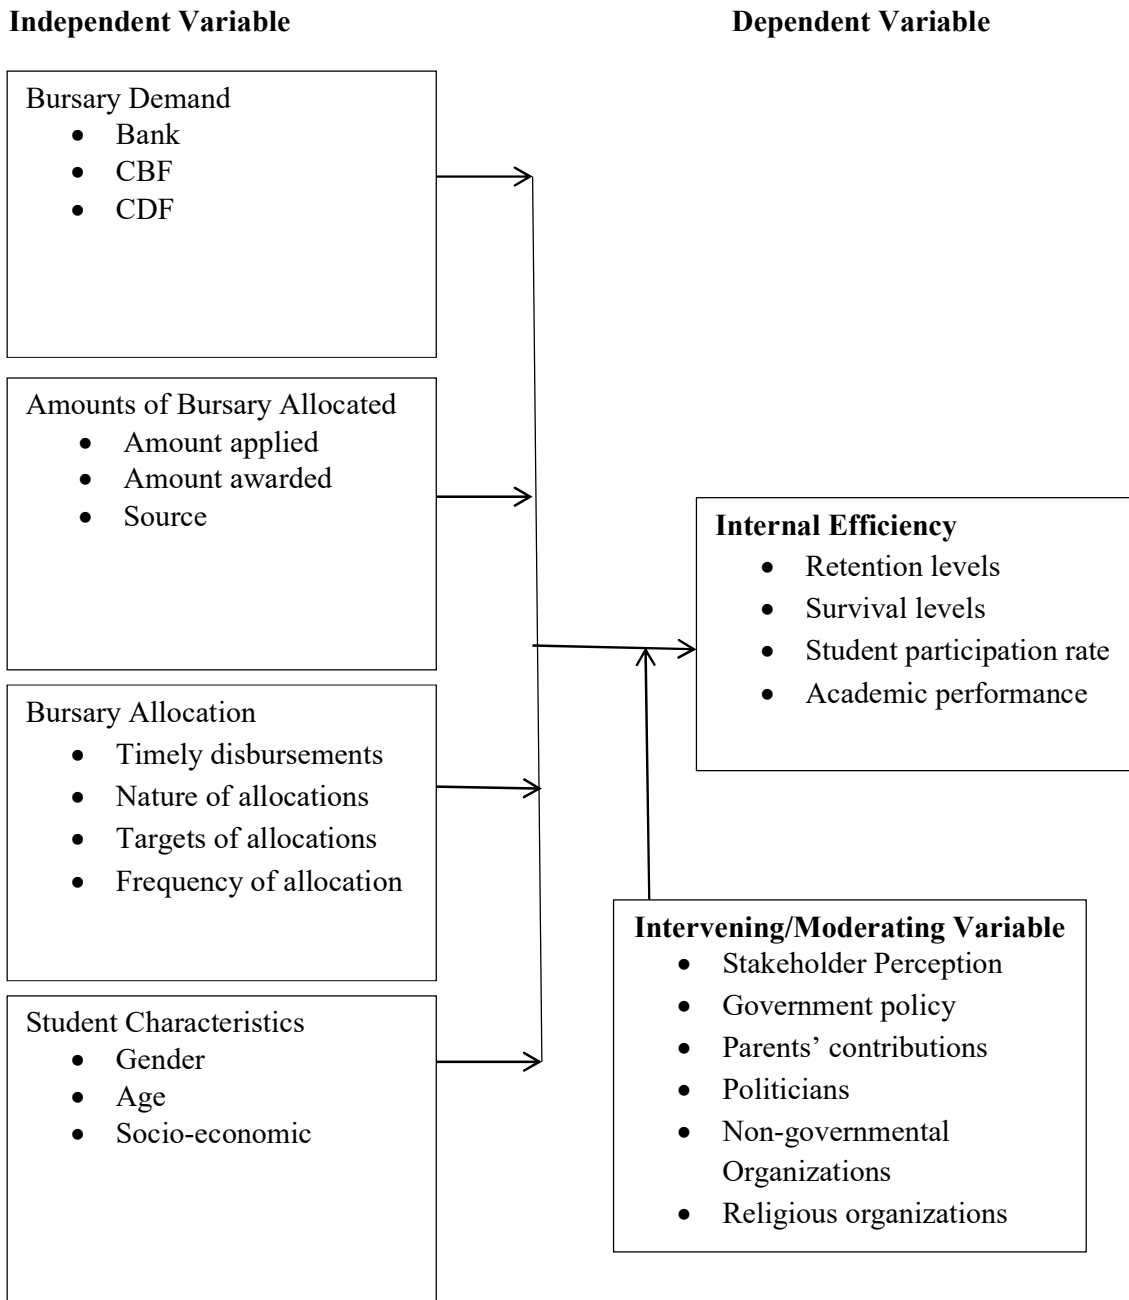 Independent Variable
Dependent Variable
Bursary Demand
• Bank
• CBF
• CDF
Amounts of Bursary Allocated
• Amount applied
• Amount awarded
• Source
Bursary Allocation
• Timely disbursements
• Nature of allocations
• Targets of allocations
• Frequency of allocation
Student Characteristics
• Gender
• Age
• Socio-economic
Internal Efficiency
• Retention levels
• Survival levels
• Student participation rate
• Academic performance
Intervening/Moderating Variable
• Stakeholder Perception
• Government policy
• Parents’ contributions
• Politicians
• Non-governmental
Organizations
• Religious organizations